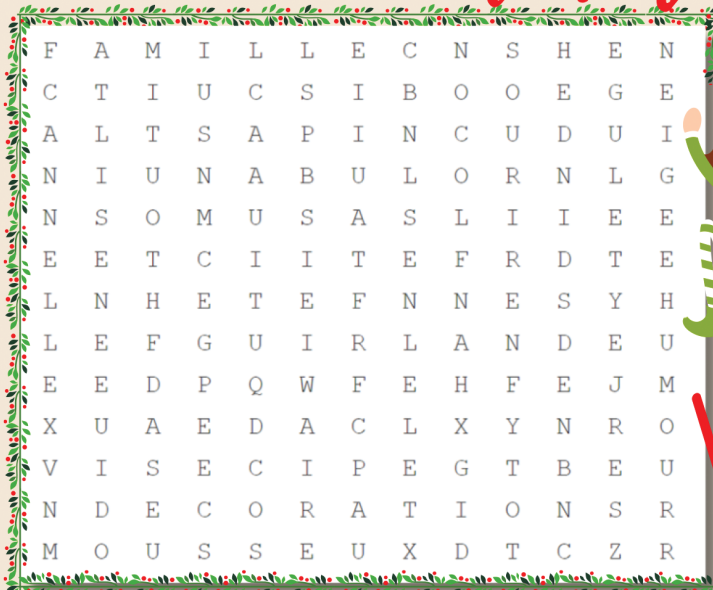 F A M I L L E C N S H E N
C T I U C S I B O O E G E
A L T S A P I N C U D U I
N I U N A B U L O R N L G
N S O M U S A S L I I E E
E E T C I I T E F R D T E
L N H E T E F N N E S Y H
L E F G U I R L A N D E U
E E D P Q W F E H F E J M
X U A E D A C L X Y N R O
V I S E C I P E G T B E U
N D E C O R A T I O N S R
M O U S S E U X D T C Z R